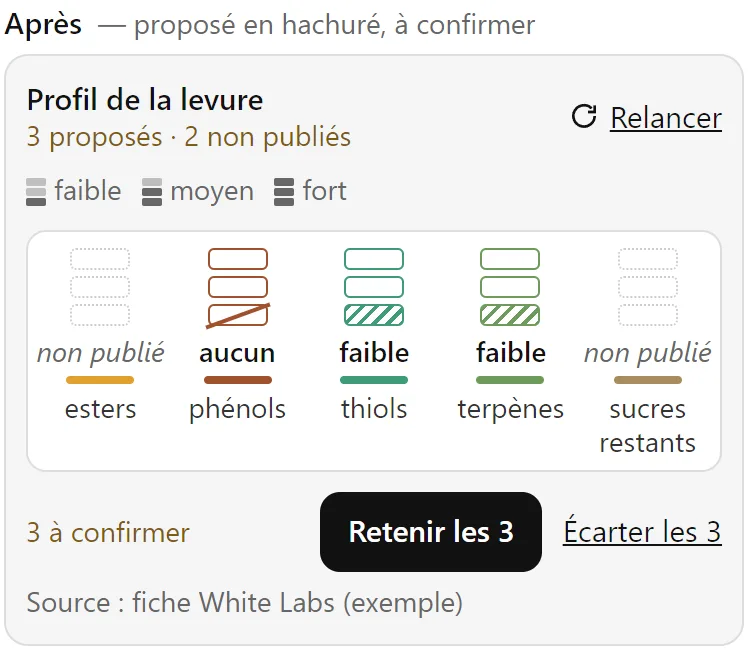 Après — proposé en hachuré, à confirmer
Profil de la levure
3 proposés · 2 non publiés
Relancer
faible moyen fort
non publié aucun faible faible non publié
esters phénols thiols terpènes sucres restants
3 à confirmer Retenir les 3 Écarter les 3
Source : fiche White Labs (exemple)